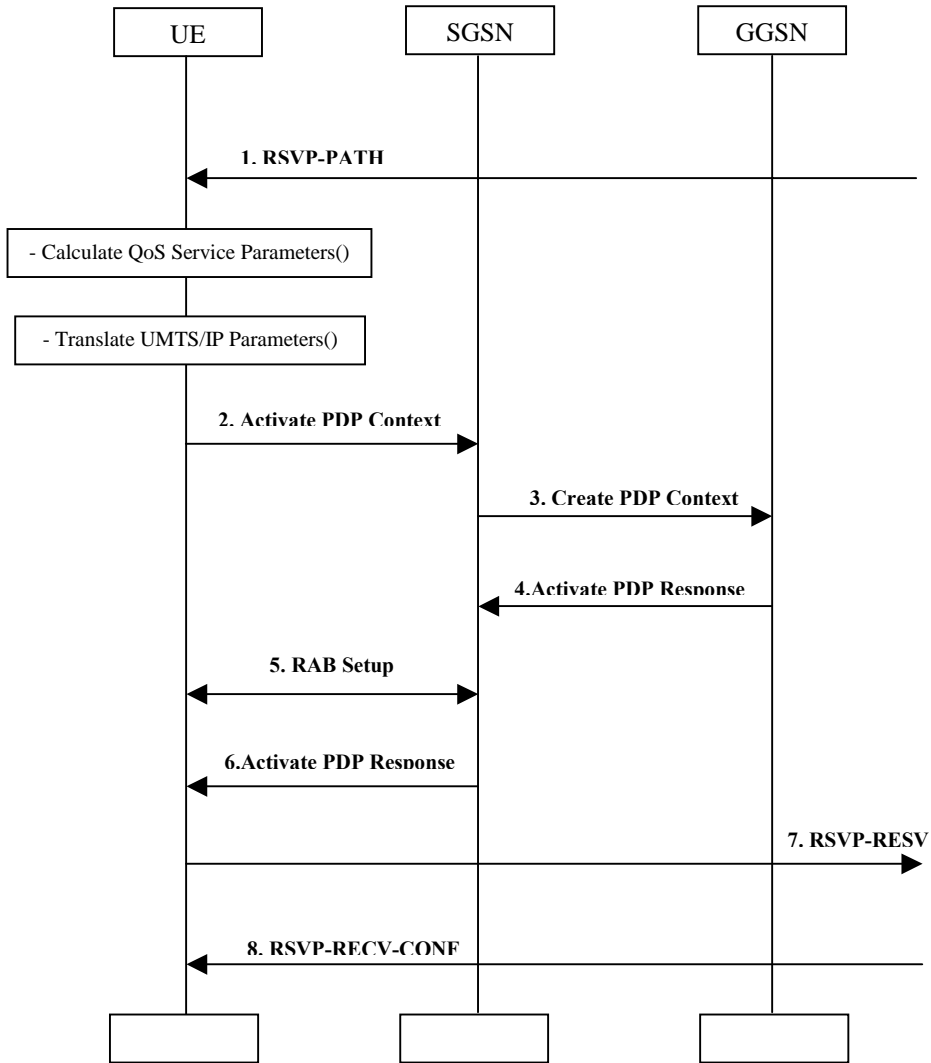 UE
SGSN
GGSN
1. RSVP-PATH
- Calculate QoS Service Parameters()
- Translate UMTS/IP Parameters()
2. Activate PDP Context
3. Create PDP Context
4.Activate PDP Response
5. RAB Setup
6.Activate PDP Response
7. RSVP-RESV
8. RSVP-RECV-CONF